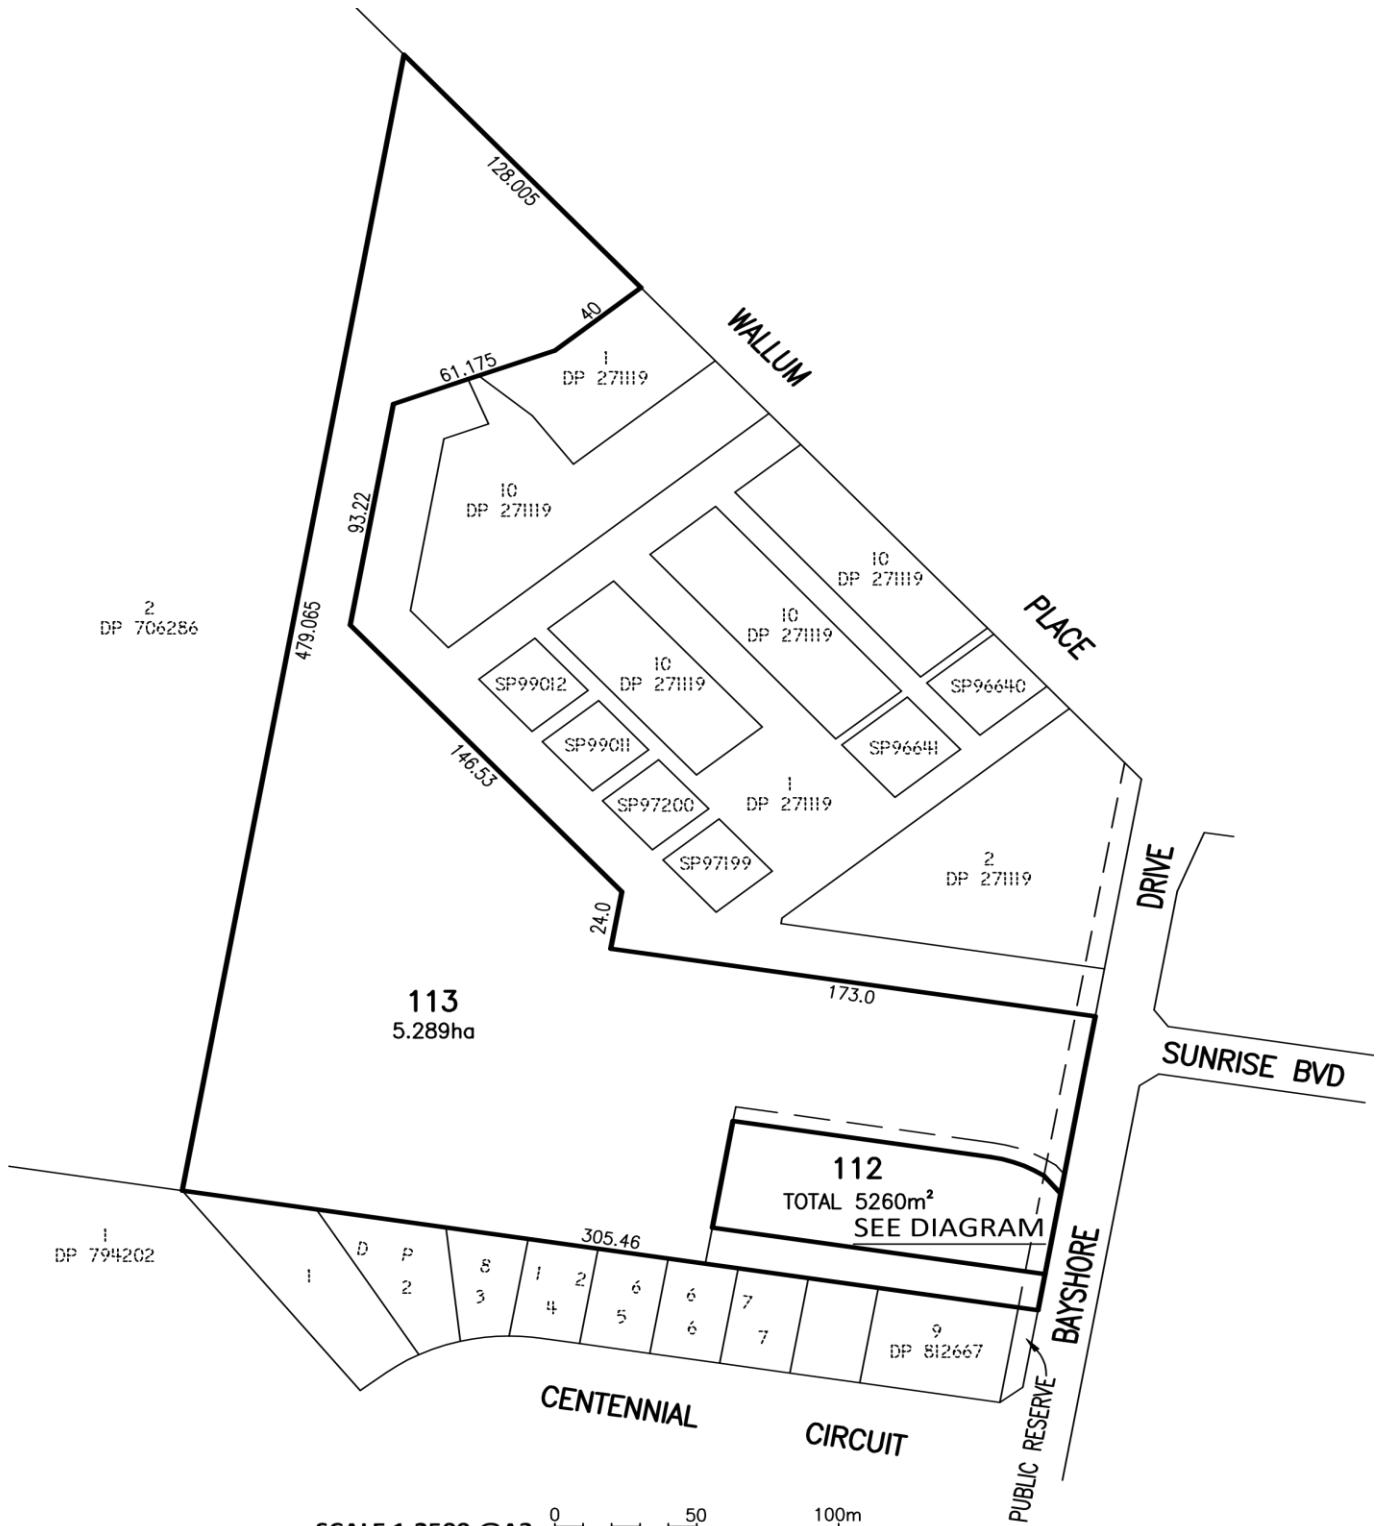 128.005
WALLUM
40
61.175
1
DP 271119
10
DP 271119
93.22
10
DP 271119
2
DP 706286
479.065
10
DP 271119
PLACE
10
DP 271119
SP99012
SP96640
SP99011
SP96641
146.53
SP97200
1
DP 271119
SP97199
2
DP 271119
DRIVE
24.0
173.0
113
5.289ha
SUNRISE BVD
112
TOTAL 5260m²
SEE DIAGRAM
1
DP 794202
305.46
BAYSHORE
D P 8 1 2 6 6 7
1
2
3
4
5
6
7
9
DP 812667
PUBLIC RESERVE
CENTENNIAL
CIRCUIT
0 50 100m